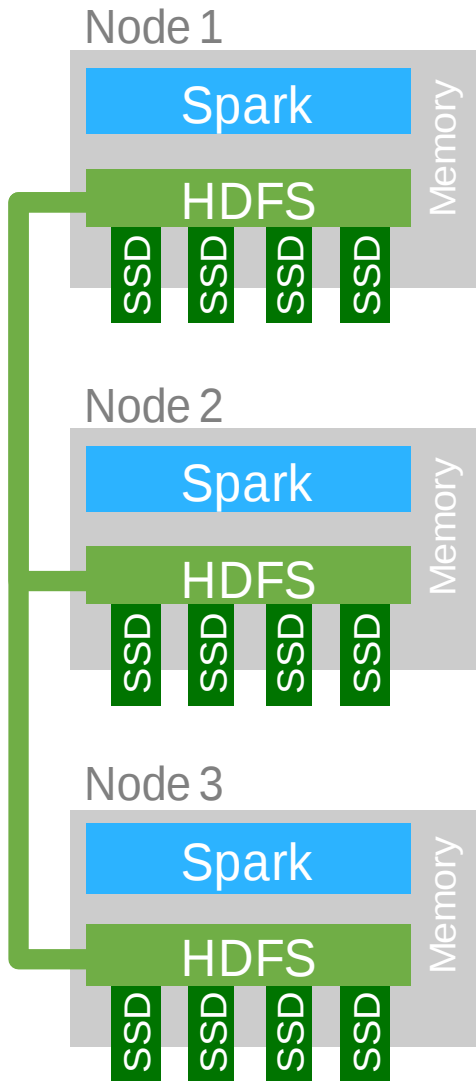 Node 1
Spark
Memory
HDFS
SSD SSD SSD SSD
Node 2
Spark
Memory
HDFS
SSD SSD SSD SSD
Node 3
Spark
Memory
HDFS
SSD SSD SSD SSD